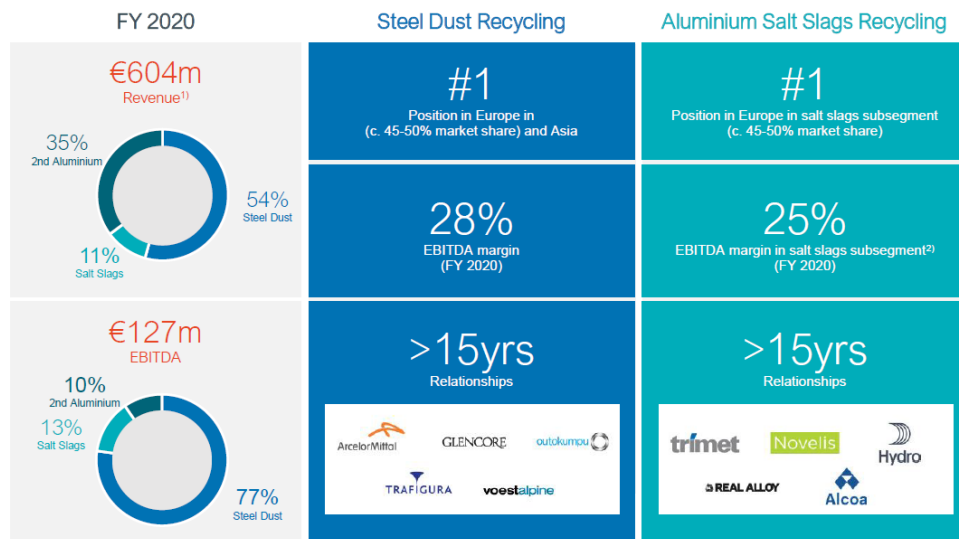 FY 2020
€604m
Revenue1)
35%
2nd Aluminium
54%
Steel Dust
11%
Salt Slags
€127m
EBITDA
10%
2nd Aluminium
13%
Salt Slags
77%
Steel Dust
Steel Dust Recycling
#1
Position in Europe in
(c. 45-50% market share) and Asia
28%
EBITDA margin
(FY 2020)
>15yrs
Relationships
ArcelorMittal
GLENCORE
outokumpu
TRAFIGURA
voestalpine
Aluminium Salt Slags Recycling
#1
Position in Europe in salt slags subsegment
(c. 45-50% market share)
25%
EBITDA margin in salt slags subsegment2)
(FY 2020)
>15yrs
Relationships
trimet
Novelis
Hydro
REAL ALLOY
Alcoa